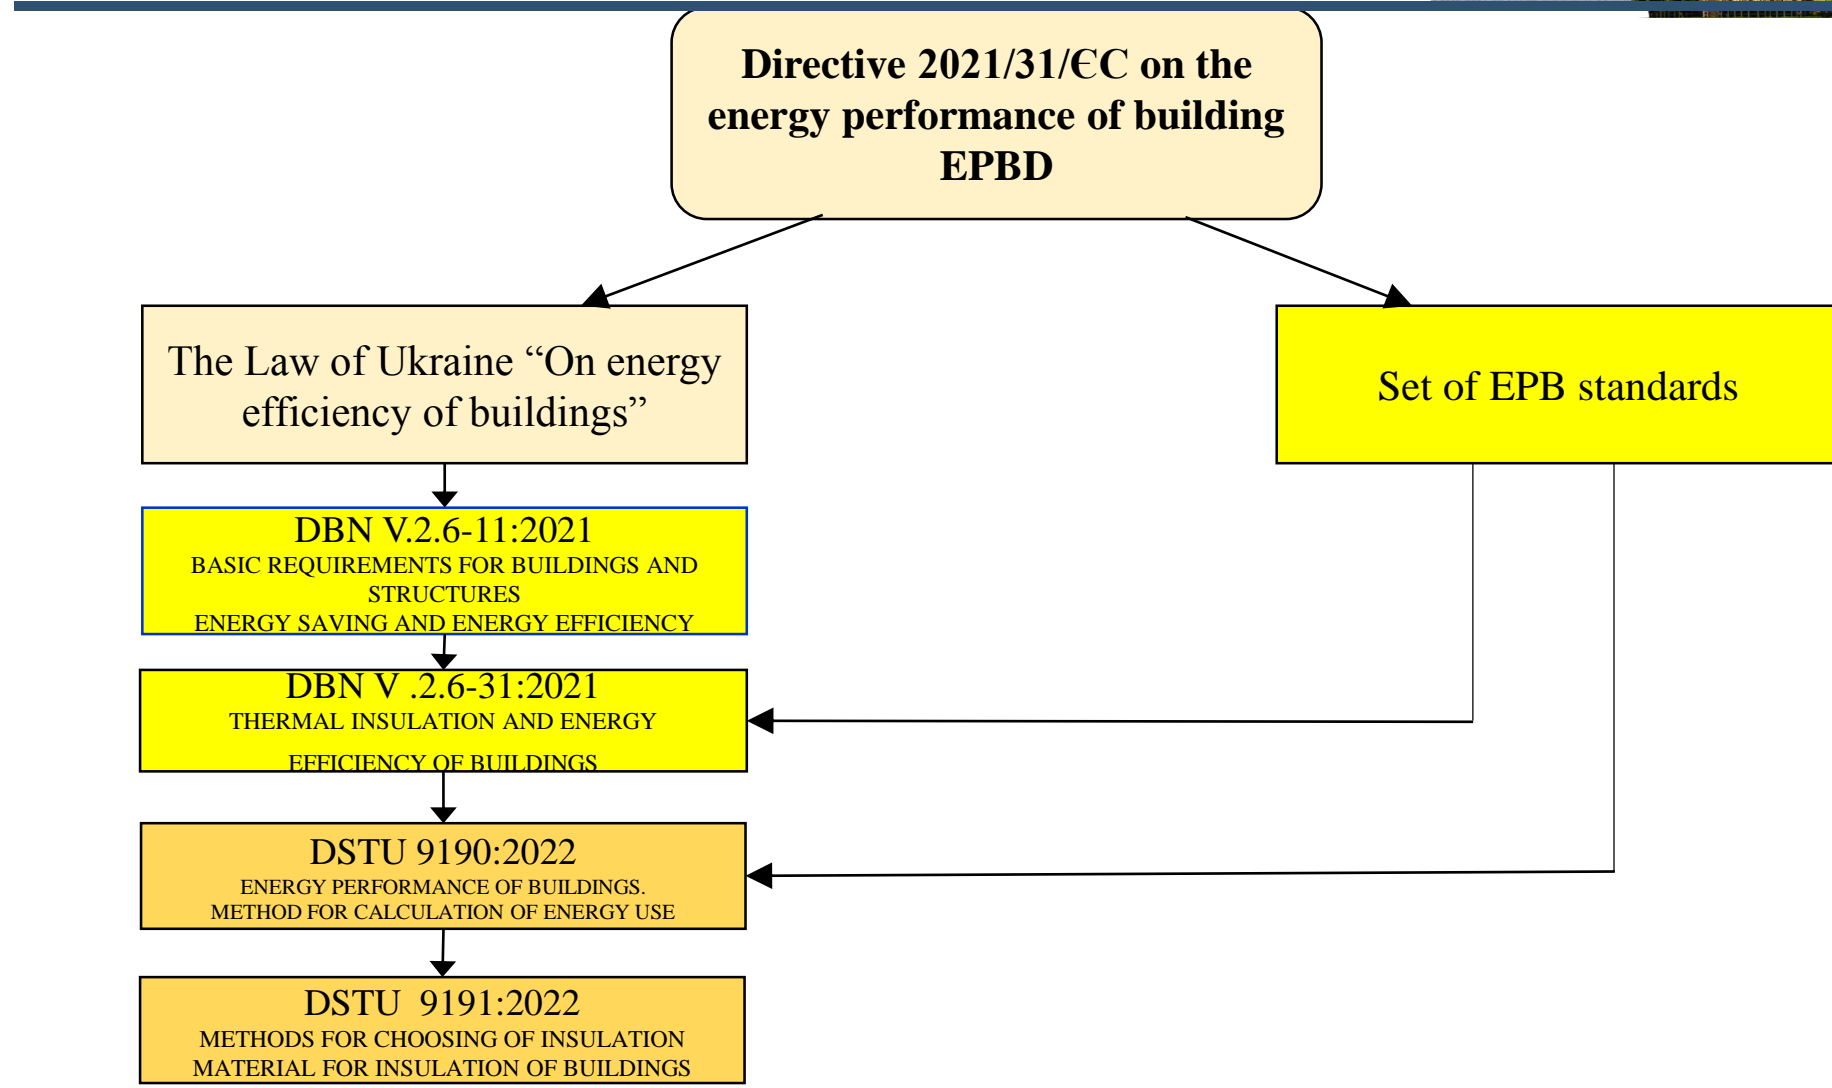 Directive 2021/31/ЄС on the
energy performance of building
EPBD
The Law of Ukraine “On energy
efficiency of buildings”
Set of EPB standards
DBN V.2.6-11:2021
BASIC REQUIREMENTS FOR BUILDINGS AND
STRUCTURES
ENERGY SAVING AND ENERGY EFFICIENCY
DBN V .2.6-31:2021
THERMAL INSULATION AND ENERGY
EFFICIENCY OF BUILDINGS
DSTU 9190:2022
ENERGY PERFORMANCE OF BUILDINGS.
METHOD FOR CALCULATION OF ENERGY USE
DSTU 9191:2022
METHODS FOR CHOOSING OF INSULATION
MATERIAL FOR INSULATION OF BUILDINGS